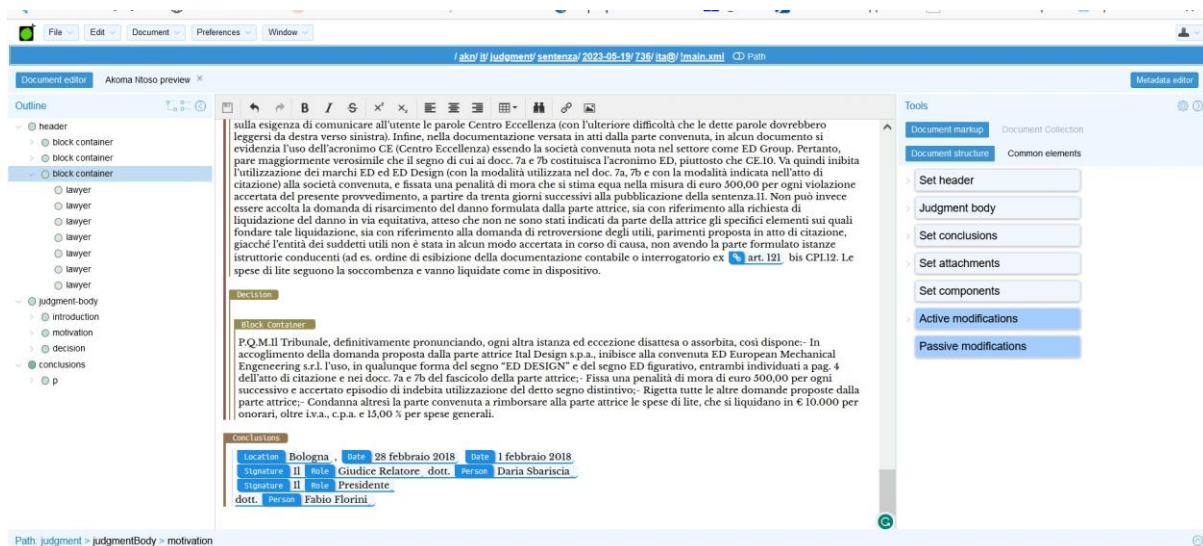 File Edit Document Preferences Window
/ akn/ it/ judgment/ sentenza/ 2023-05-19/ 736/ ita@/ !main.xml Path
Document editor Akoma Ntoso preview × Metadata editor
Outline
header
block container
block container
block container
lawyer
lawyer
lawyer
lawyer
lawyer
lawyer
lawyer
judgment-body
introduction
motivation
decision
conclusions
p
sulla esigenza di comunicare all'utente le parole Centro Eccellenza (con l'ulteriore difficoltà che le dette parole dovrebbero
leggersi da destra verso sinistra). Infine, nella documentazione versata in atti dalla parte convenuta, in alcun documento si
evidenzia l'uso dell'acronimo CE (Centro Eccellenza) essendo la società convenuta nota nel settore come ED Group. Pertanto,
pare maggiormente verosimile che il segno di cui ai docc. 7a e 7b costituisca l'acronimo ED, piuttosto che CE.10. Va quindi inibita
l'utilizzazione dei marchi ED ed ED Design (con la modalità utilizzata nel doc. 7a, 7b e con la modalità indicata nell'atto di
citazione) alla società convenuta, e fissata una penalità di mora che si stima equa nella misura di euro 500,00 per ogni violazione
accertata del presente provvedimento, a partire da trenta giorni successivi alla pubblicazione della sentenza.11. Non può invece
essere accolta la domanda di risarcimento del danno formulata dalla parte attrice, sia con riferimento alla richiesta di
liquidazione del danno in via equitativa, atteso che non ne sono stati indicati da parte della attrice gli specifici elementi sui quali
fondare tale liquidazione, sia con riferimento alla domanda di retroversione degli utili, parimenti proposta in atto di citazione,
giacché l'entità dei suddetti utili non è stata in alcun modo accertata in corso di causa, non avendo la parte formulato istanze
istruttorie conducenti (ad es. ordine di esibizione della documentazione contabile o interrogatorio ex art. 121 bis CPI.12. Le
spese di lite seguono la soccombenza e vanno liquidate come in dispositivo.
Decision
Block Container
P.Q.M.Il Tribunale, definitivamente pronunciando, ogni altra istanza ed eccezione disattesa o assorbita, così dispone:- In
accoglimento della domanda proposta dalla parte attrice Ital Design s.p.a., inibisce alla convenuta ED European Mechanical
Engeneering s.r.l. l'uso, in qualunque forma del segno "ED DESIGN" e del segno ED figurativo, entrambi individuati a pag. 4
dell'atto di citazione e nei docc. 7a e 7b del fascicolo della parte attrice;- Fissa una penalità di mora di euro 500,00 per ogni
successivo e accertato episodio di indebita utilizzazione del detto segno distintivo;- Rigetta tutte le altre domande proposte dalla
parte attrice;- Condanna altresì la parte convenuta a rimborsare alla parte attrice le spese di lite, che si liquidano in € 10.000 per
onorari, oltre i.v.a., c.p.a. e 15,00 % per spese generali.
Conclusions
Location Bologna , Date 28 febbraio 2018 Date 1 febbraio 2018
Signature Il Role Giudice Relatore dott. Person Daria Sbariscia
Signature Il Role Presidente
dott. Person Fabio Florini
Tools
Document markup Document Collection
Document structure Common elements
Set header
Judgment body
Set conclusions
Set attachments
Set components
Active modifications
Passive modifications
Path: judgment > judgmentBody > motivation